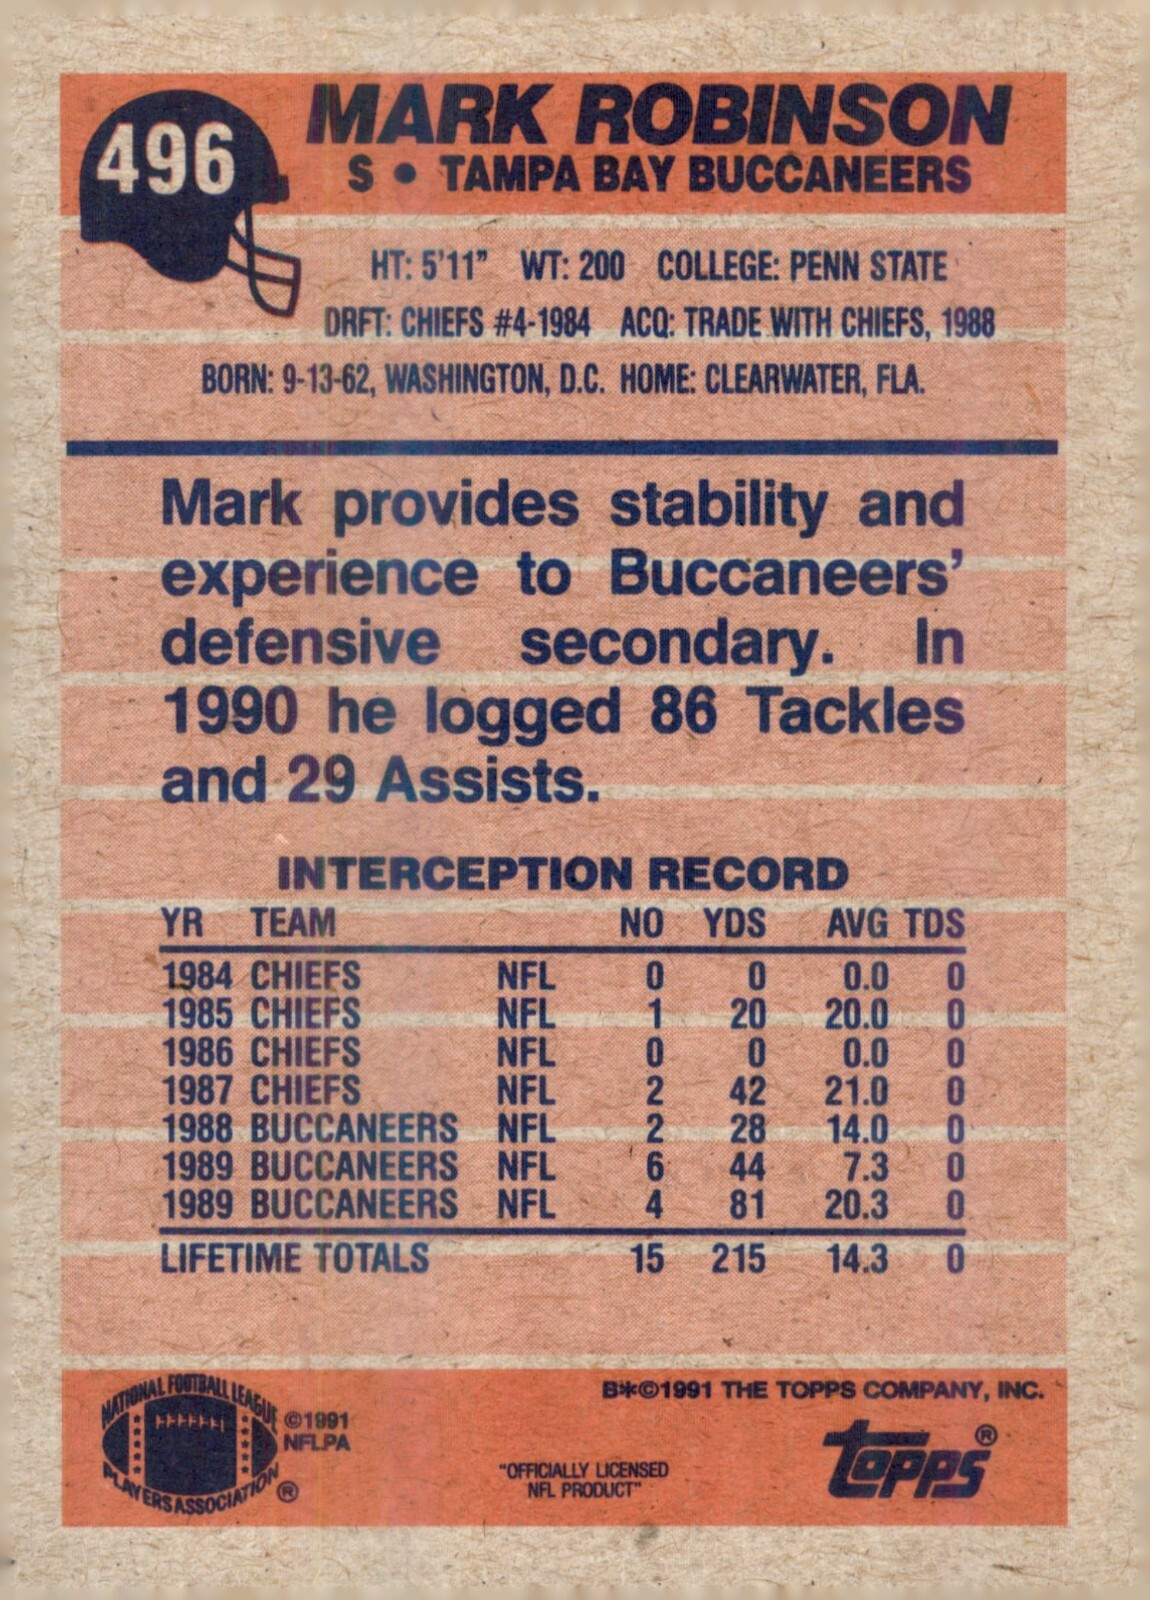 496
MARK ROBINSON
S • TAMPA BAY BUCCANEERS
HT: 5'11" WT: 200 COLLEGE: PENN STATE
DRFT: CHIEFS #4-1984 ACQ: TRADE WITH CHIEFS, 1988
BORN: 9-13-62, WASHINGTON, D.C. HOME: CLEARWATER, FLA.
Mark provides stability and
experience to Buccaneers'
defensive secondary. In
1990 he logged 86 Tackles
and 29 Assists.
INTERCEPTION RECORD
YR TEAM NO YDS AVG TDS
1984 CHIEFS NFL 0 0 0.0 0
1985 CHIEFS NFL 1 20 20.0 0
1986 CHIEFS NFL 0 0 0.0 0
1987 CHIEFS NFL 2 42 21.0 0
1988 BUCCANEERS NFL 2 28 14.0 0
1989 BUCCANEERS NFL 6 44 7.3 0
1989 BUCCANEERS NFL 4 81 20.3 0
LIFETIME TOTALS 15 215 14.3 0
B*©1991 THE TOPPS COMPANY, INC.
NATIONAL FOOTBALL LEAGUE
PLAYERS ASSOCIATION ®
©1991
NFLPA
"OFFICIALLY LICENSED
NFL PRODUCT"
topps®